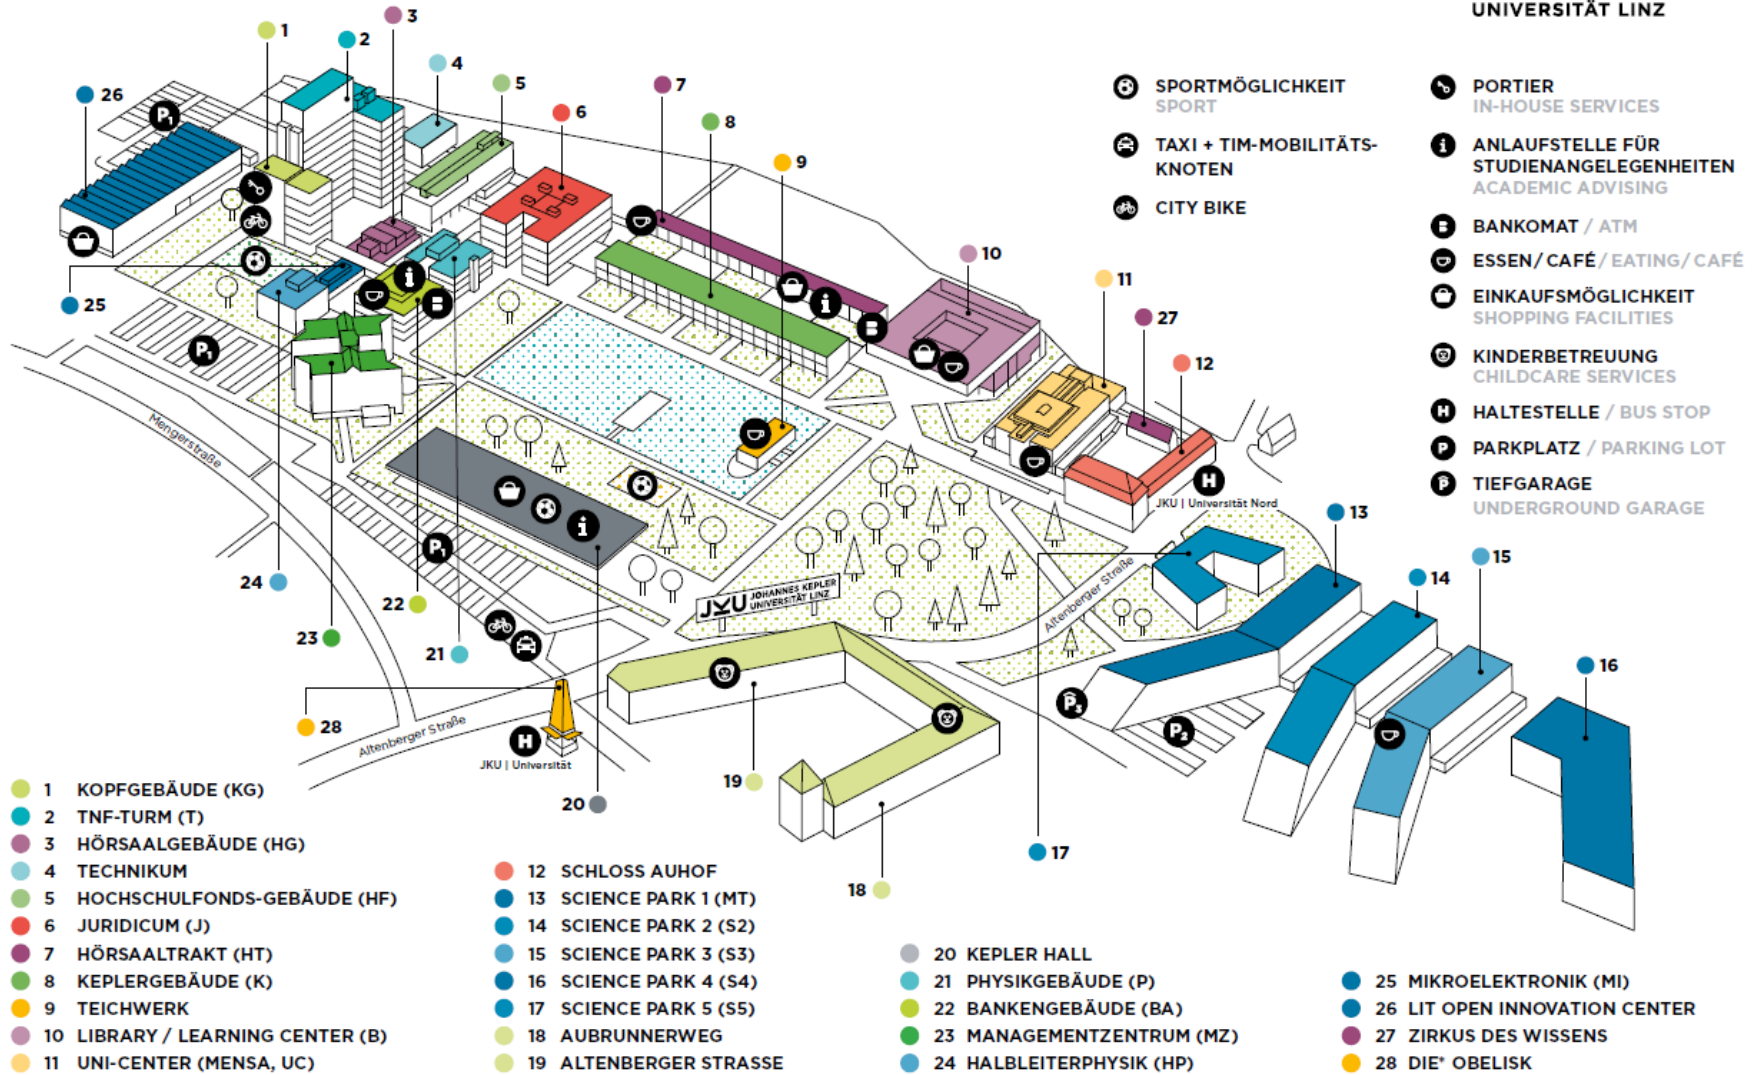 UNIVERSITÄT LINZ
1
2
3
4
5
6
7
8
9
10
11
27
12
26
25
24
23
22
21
28
20
19
18
17
13
14
15
16
P1
P1
P1
P2
P3
i
B
i
B
i
H
H
Mengerstraße
Altenberger Straße
Altenberger Straße
JKU JOHANNES KEPLER
UNIVERSITÄT LINZ
JKU | Universität Nord
JKU | Universität
SPORTMÖGLICHKEIT
SPORT
TAXI + TIM-MOBILITÄTS-
KNOTEN
CITY BIKE
PORTIER
IN-HOUSE SERVICES
i ANLAUFSTELLE FÜR
STUDIENANGELEGENHEITEN
ACADEMIC ADVISING
B BANKOMAT / ATM
ESSEN/CAFÉ/EATING/CAFÉ
EINKAUFSMÖGLICHKEIT
SHOPPING FACILITIES
KINDERBETREUUNG
CHILDCARE SERVICES
H HALTESTELLE / BUS STOP
P PARKPLATZ / PARKING LOT
P TIEFGARAGE
UNDERGROUND GARAGE
1 KOPFGEBÄUDE (KG)
2 TNF-TURM (T)
3 HÖRSAALGEBÄUDE (HG)
4 TECHNIKUM
5 HOCHSCHULFONDS-GEBÄUDE (HF)
6 JURIDICUM (J)
7 HÖRSAALTRAKT (HT)
8 KEPLERGEBÄUDE (K)
9 TEICHWERK
10 LIBRARY / LEARNING CENTER (B)
11 UNI-CENTER (MENSA, UC)
12 SCHLOSS AUHOF
13 SCIENCE PARK 1 (MT)
14 SCIENCE PARK 2 (S2)
15 SCIENCE PARK 3 (S3)
16 SCIENCE PARK 4 (S4)
17 SCIENCE PARK 5 (S5)
18 AUBRUNNERWEG
19 ALTENBERGER STRASSE
20 KEPLER HALL
21 PHYSIKGEBÄUDE (P)
22 BANKENGEBÄUDE (BA)
23 MANAGEMENTZENTRUM (MZ)
24 HALBLEITERPHYSIK (HP)
25 MIKROELEKTRONIK (MI)
26 LIT OPEN INNOVATION CENTER
27 ZIRKUS DES WISSENS
28 DIE* OBELISK